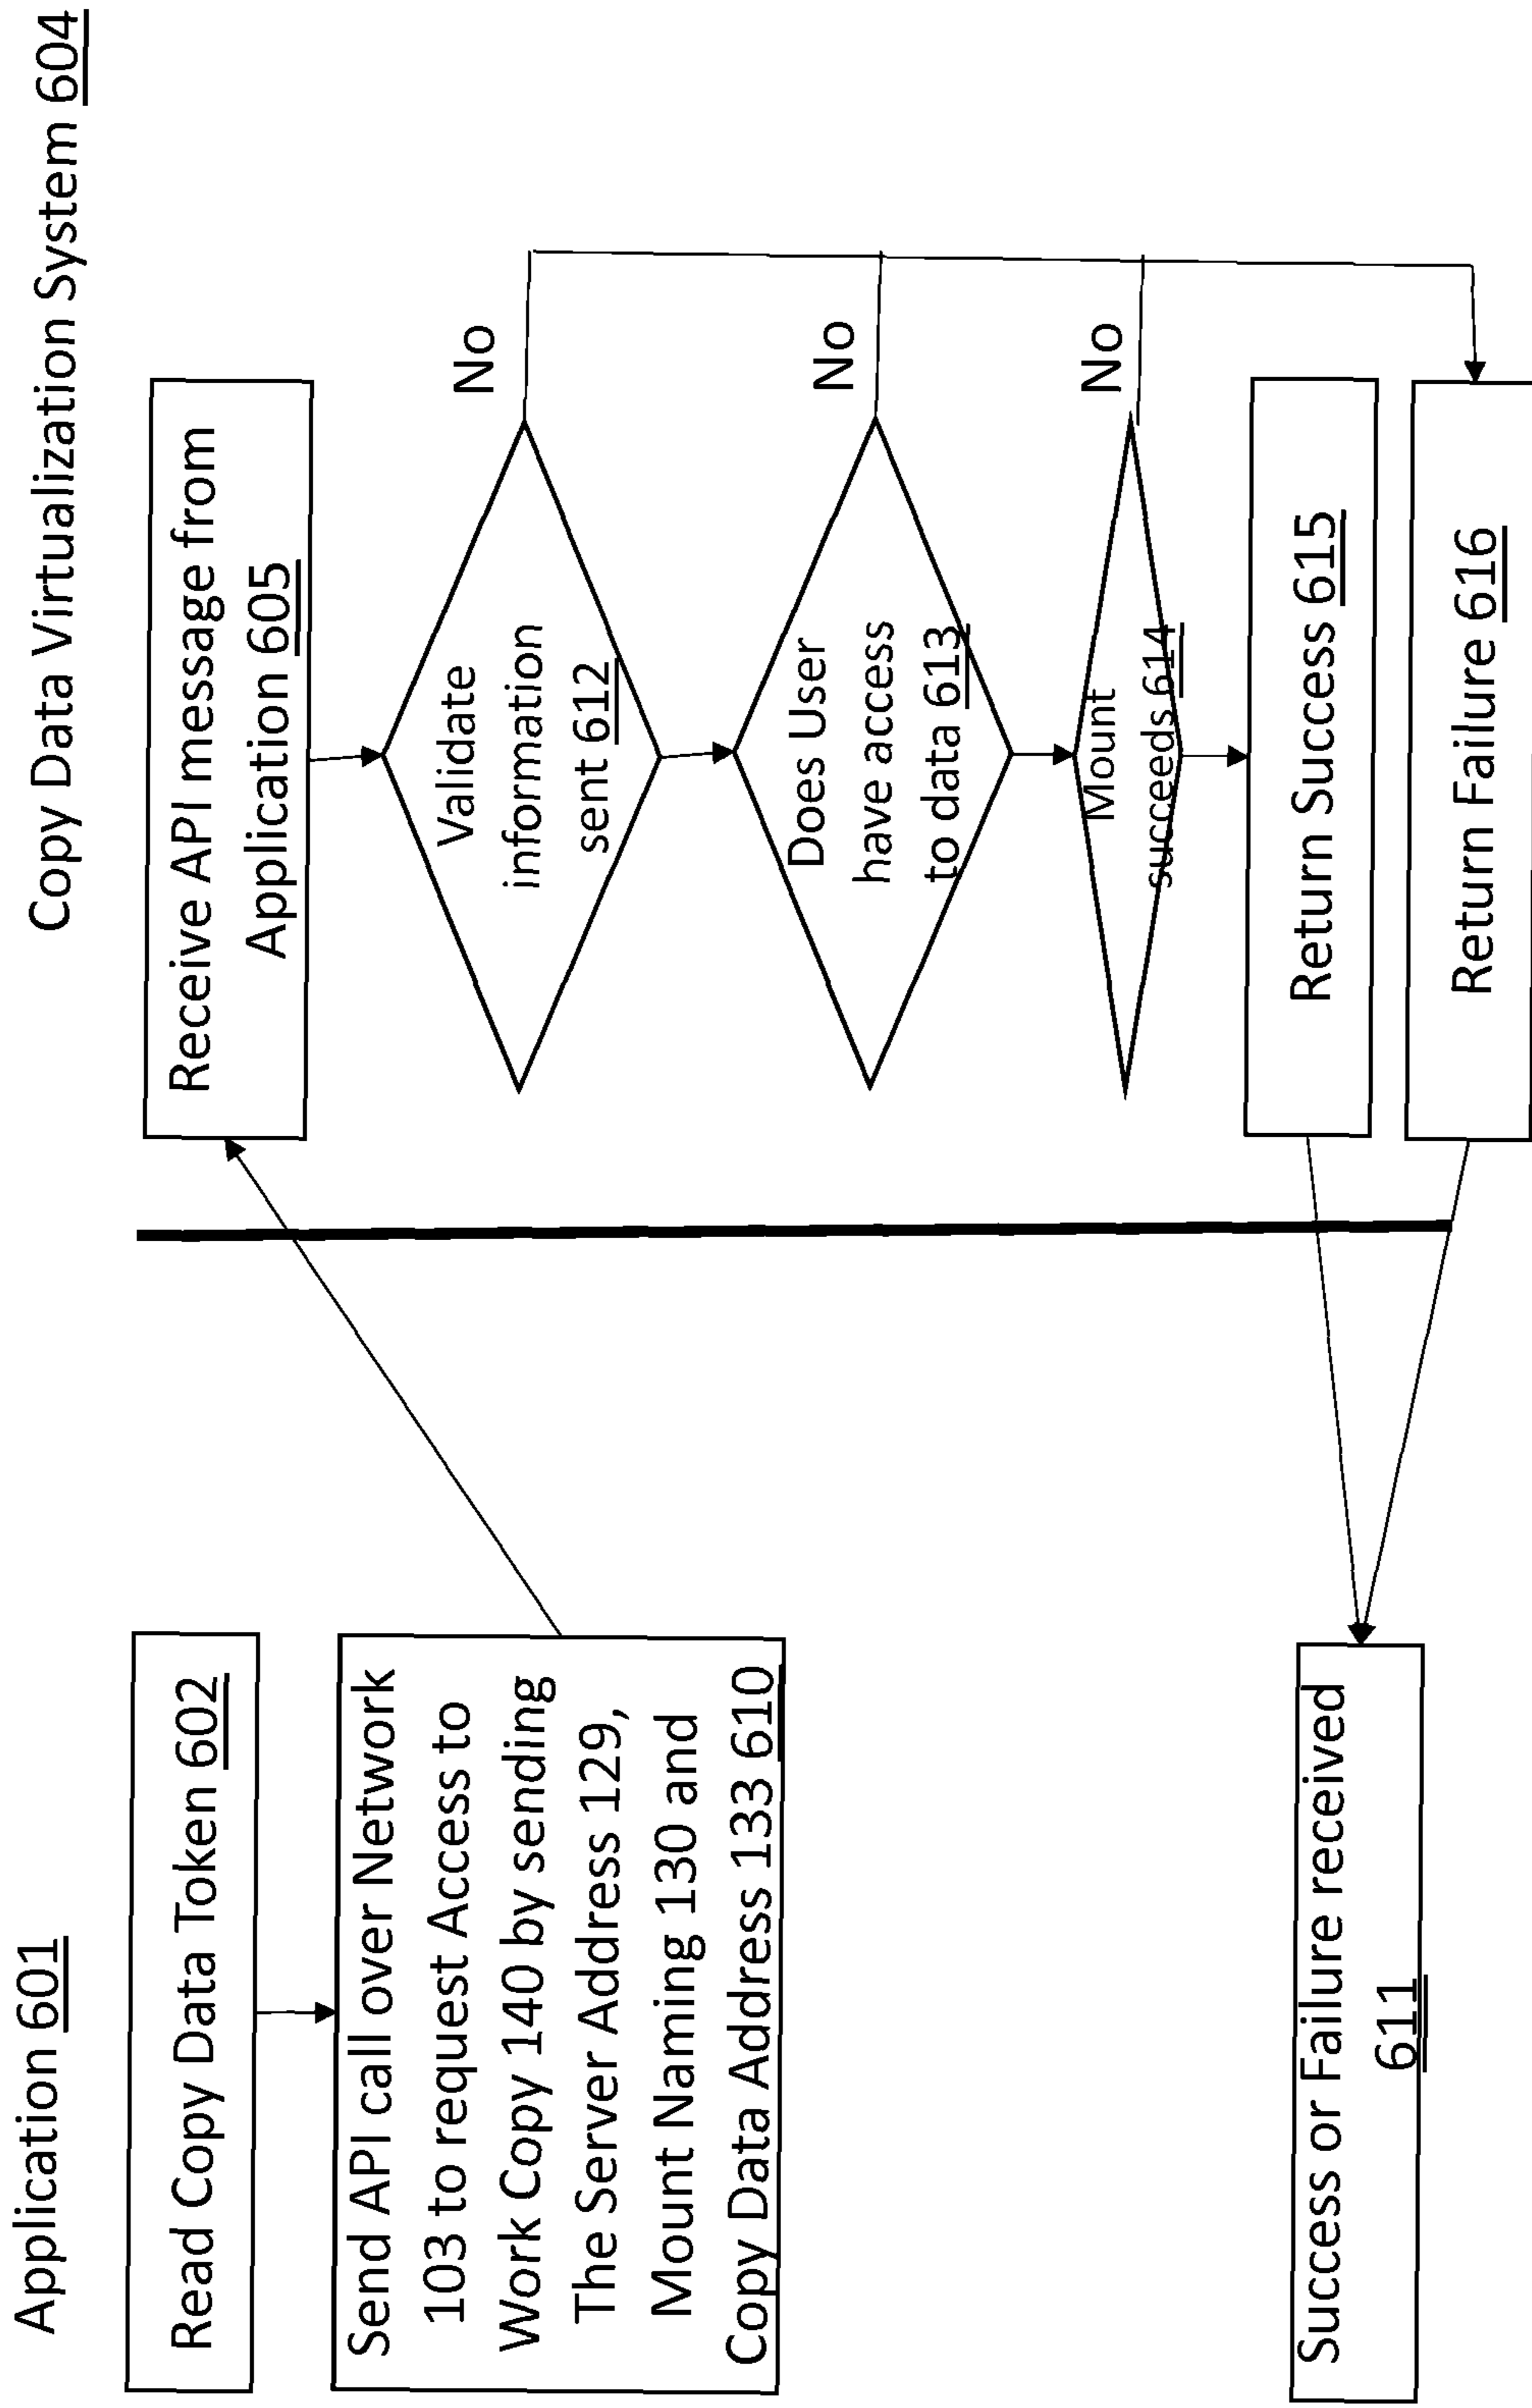 Application 601
Copy Data Virtualization System 604
Read Copy Data Token 602
Send API call over Network
103 to request Access to
Work Copy 140 by sending
The Server Address 129,
Mount Naming 130 and
Copy Data Address 133 610
Success or Failure received
611
Receive API message from
Application 605
Validate
information
sent 612
No
Does User
have access
to data 613
No
Mount
succeeds 614
No
Return Success 615
Return Failure 616